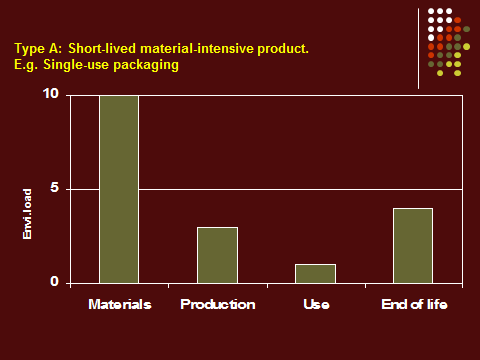 Type A: Short-lived material-intensive product.
E.g. Single-use packaging
10
5
0
Envi.load
Materials Production Use End of life